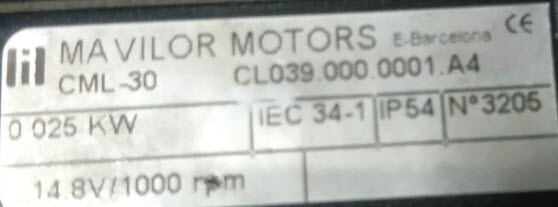 MAVILOR MOTORS E-Barcelona CE
CML-30 CL039.000.0001.A4
0 025 KW IEC 34-1 IP54 Nº3205
14.8V/1000 rpm